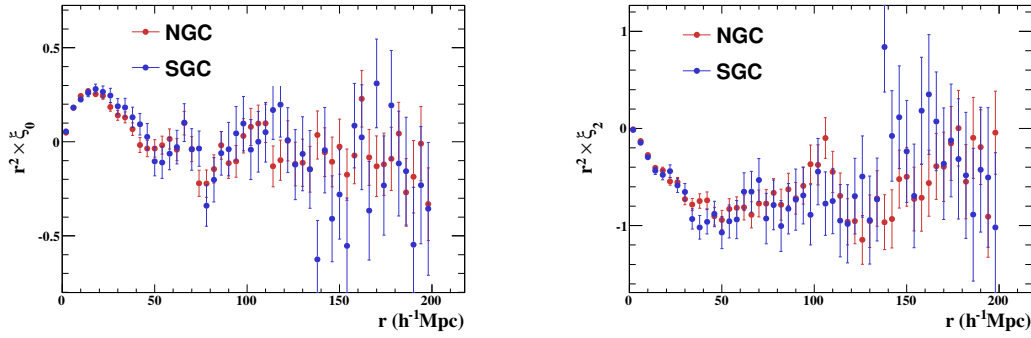 r² × ξ₀
0.5
0
-0.5
NGC
SGC
0 50 100 150 200
r (h⁻¹Mpc)
r² × ξ₂
1
0
-1
NGC
SGC
0 50 100 150 200
r (h⁻¹Mpc)